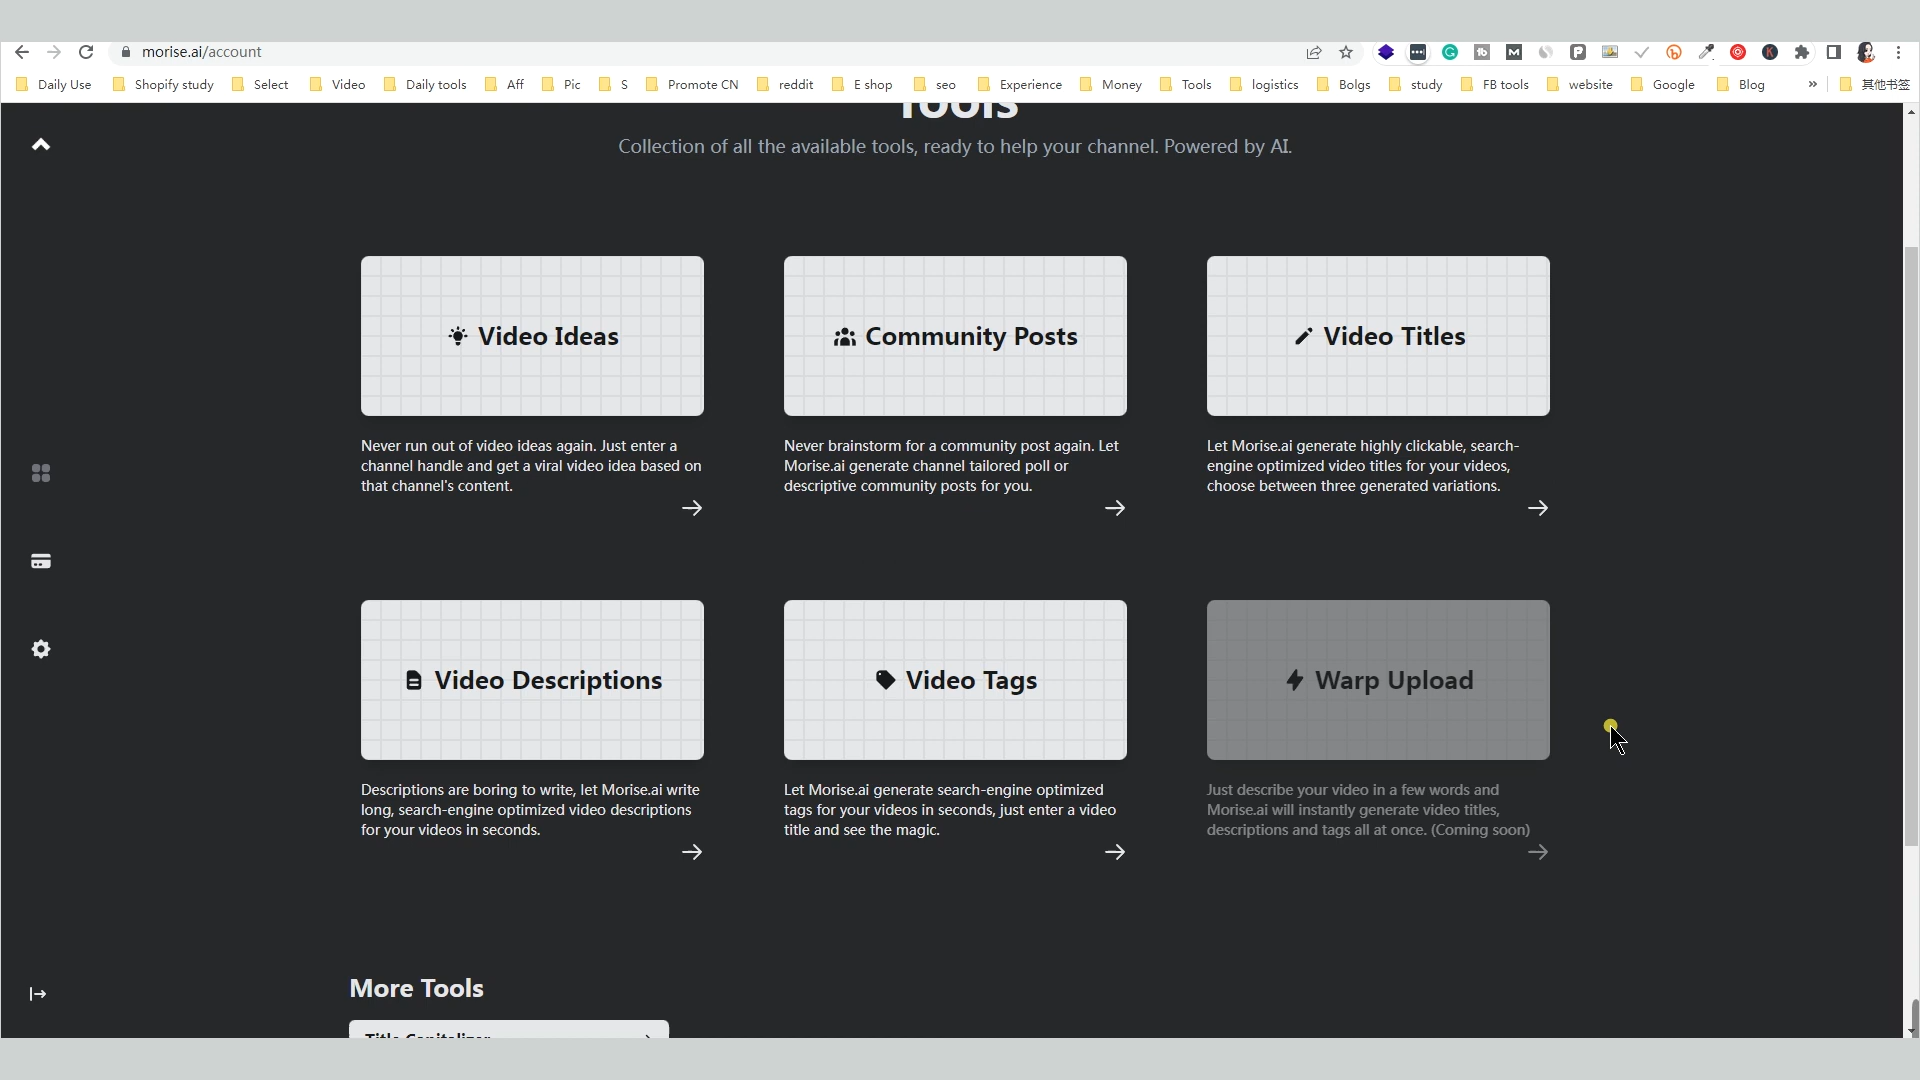 morise.ai/account
Daily Use Shopify study Select Video Daily tools Aff Pic S Promote CN reddit E shop seo Experience Money Tools logistics Bolgs study FB tools website Google Blog » 其他书签
Tools
Collection of all the available tools, ready to help your channel. Powered by AI.
Video Ideas
Never run out of video ideas again. Just enter a
channel handle and get a viral video idea based on
that channel's content.
Community Posts
Never brainstorm for a community post again. Let
Morise.ai generate channel tailored poll or
descriptive community posts for you.
Video Titles
Let Morise.ai generate highly clickable, search-
engine optimized video titles for your videos,
choose between three generated variations.
Video Descriptions
Descriptions are boring to write, let Morise.ai write
long, search-engine optimized video descriptions
for your videos in seconds.
Video Tags
Let Morise.ai generate search-engine optimized
tags for your videos in seconds, just enter a video
title and see the magic.
Warp Upload
Just describe your video in a few words and
Morise.ai will instantly generate video titles,
descriptions and tags all at once. (Coming soon)
More Tools
Title Capitalizer